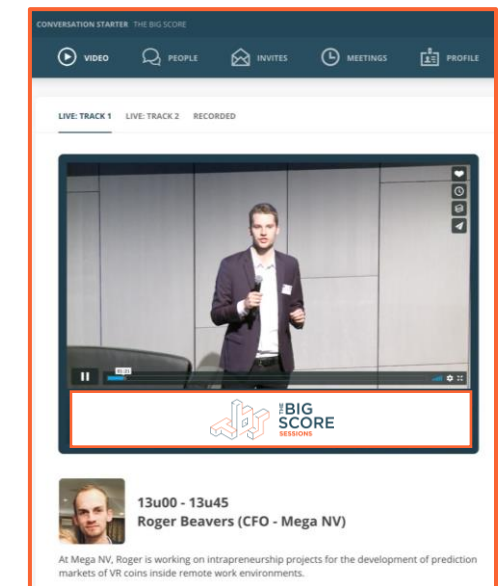 CONVERSATION STARTER THE BIG SCORE
VIDEO PEOPLE INVITES MEETINGS PROFILE
LIVE: TRACK 1 LIVE: TRACK 2 RECORDED
THE BIG
SCORE
SESSIONS
13u00 - 13u45
Roger Beavers (CFO - Mega NV)
At Mega NV, Roger is working on intrapreneurship projects for the development of prediction
markets of VR coins inside remote work environments.